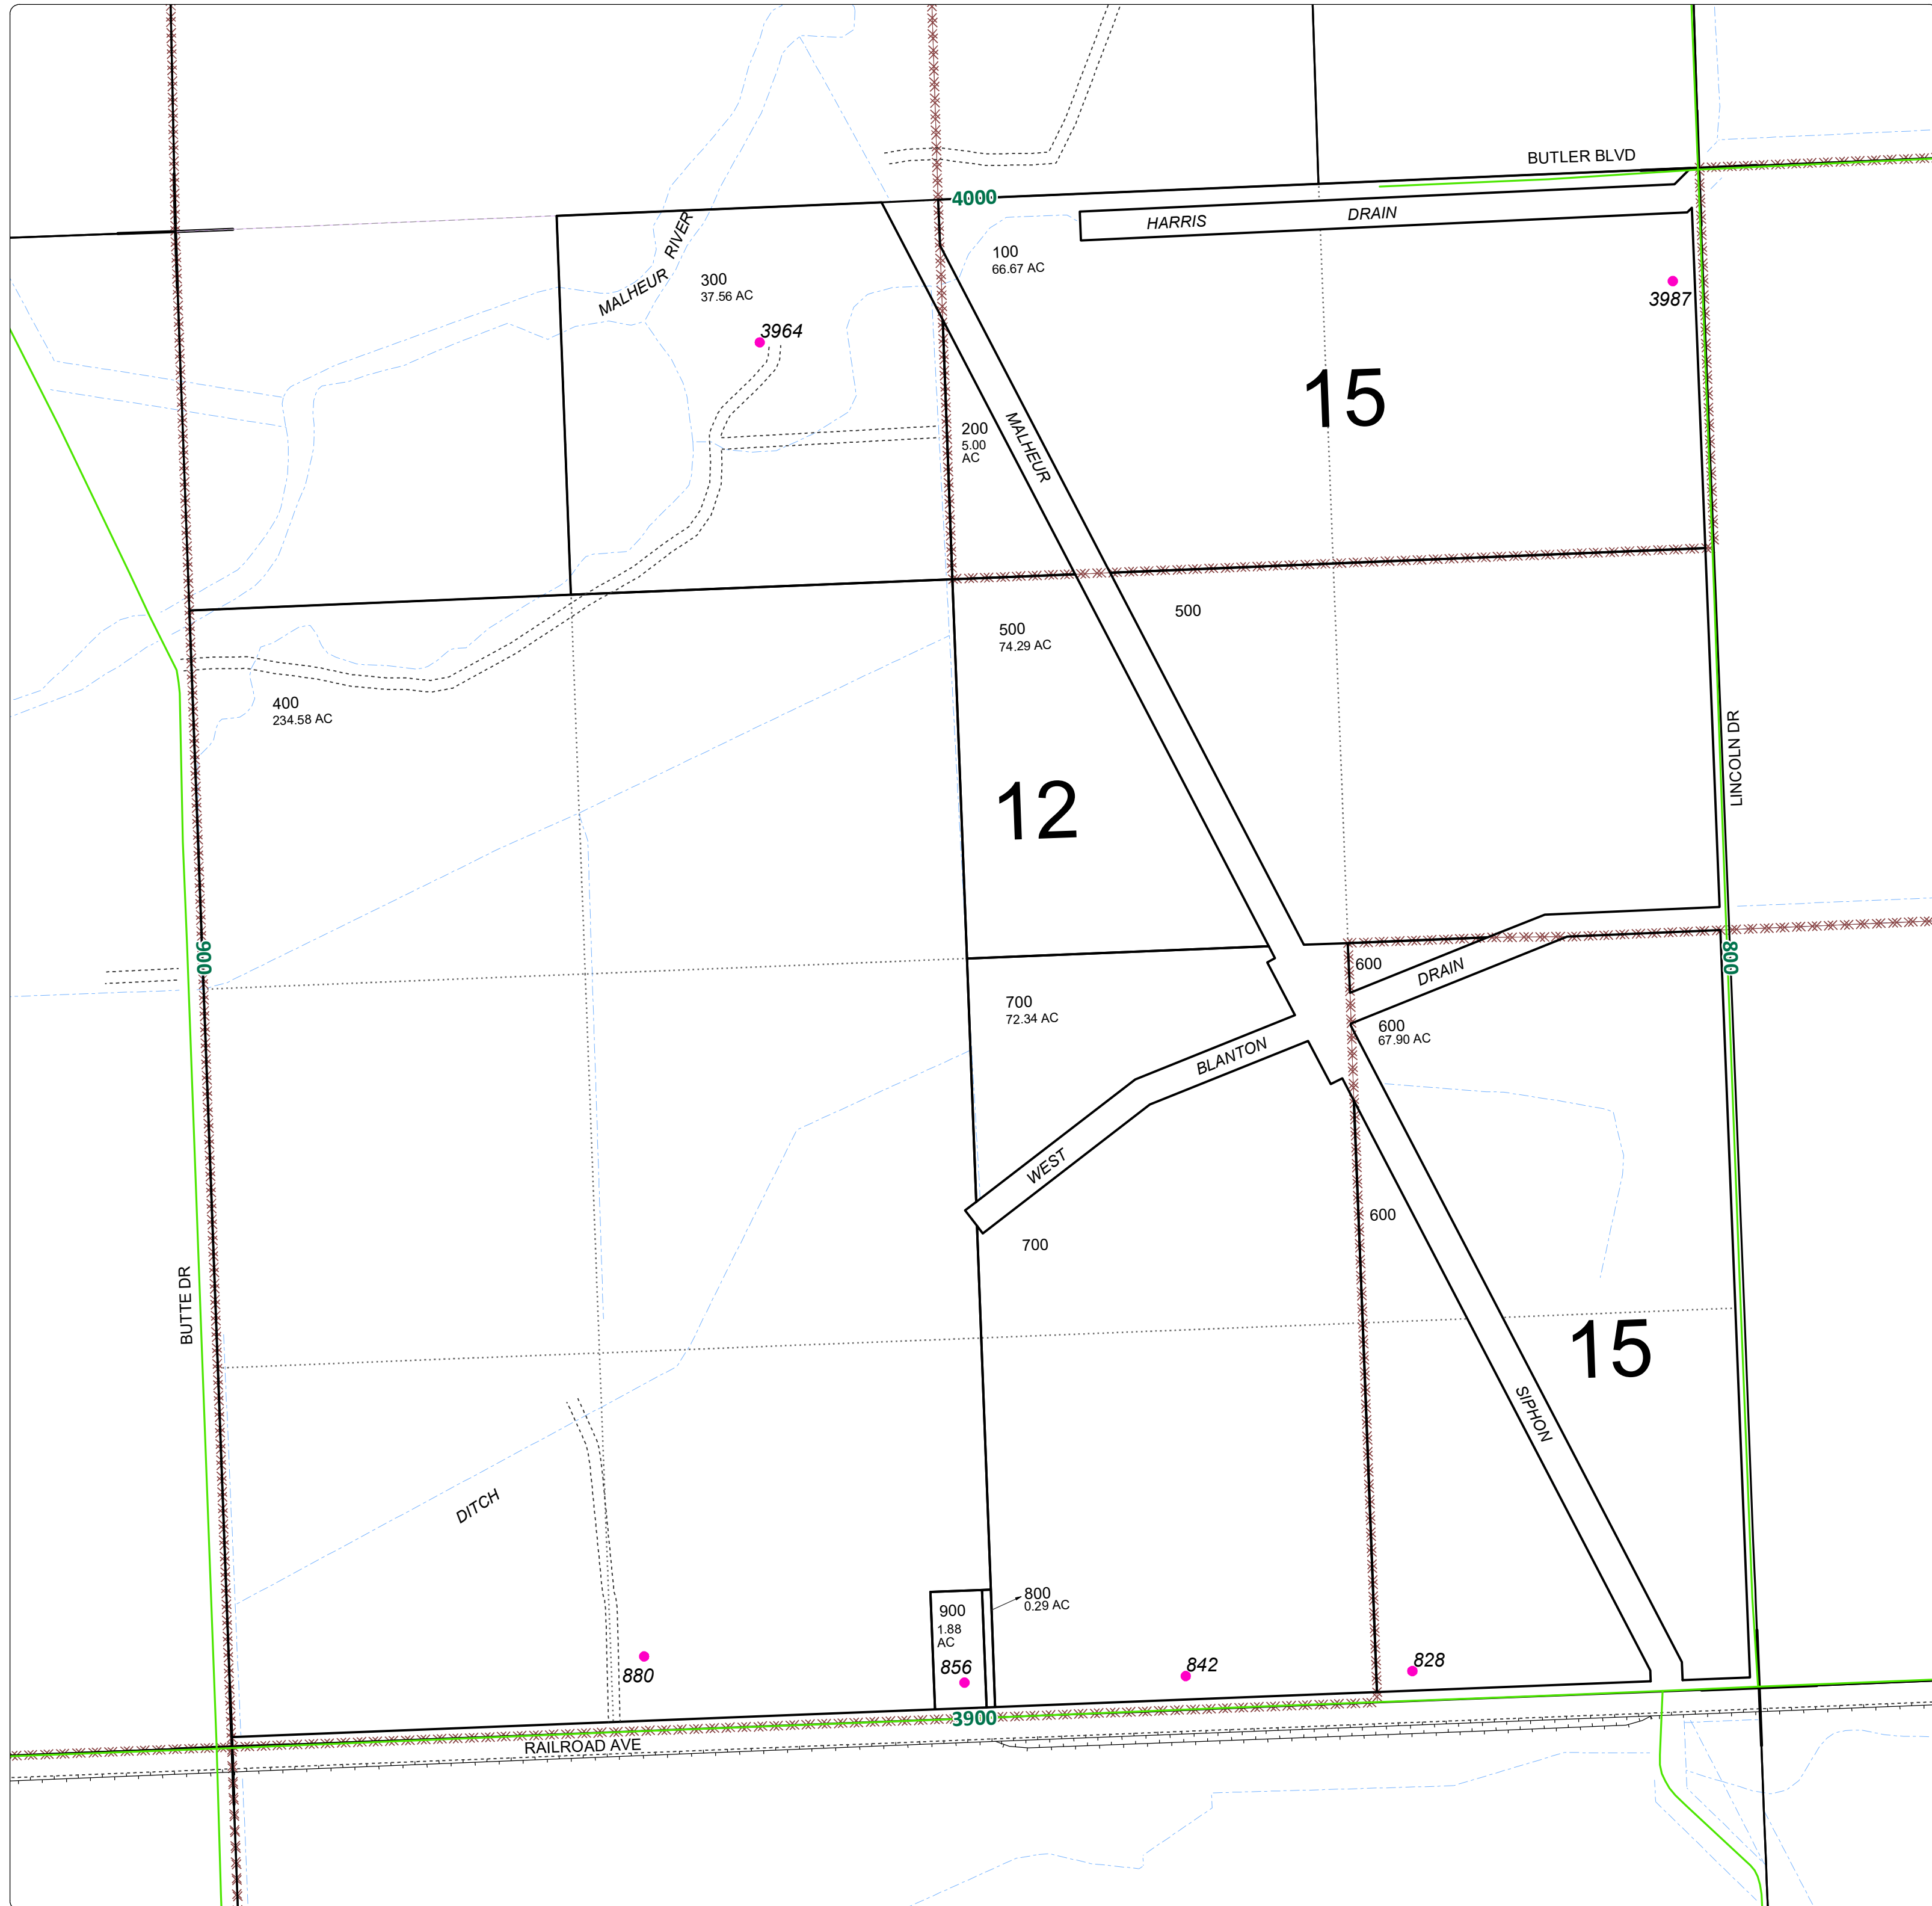 BUTLER BLVD
4000
HARRIS DRAIN
MALHEUR RIVER
100
66.67 AC
300
37.56 AC
3987
3964
15
200
5.00
AC
MALHEUR
500
500
74.29 AC
400
234.58 AC
LINCOLN DR
12
900
800
600
DRAIN
700
72.34 AC
600
67.90 AC
BLANTON
WEST
600
700
BUTTE DR
15
SIPHON
DITCH
800
0.29 AC
900
1.88
AC
856
880
842
828
3900
RAILROAD AVE